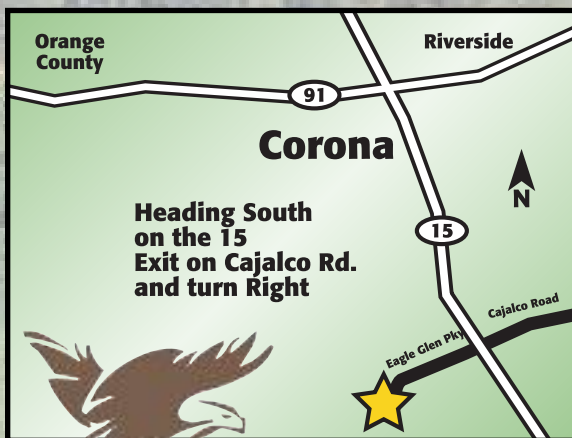 Orange
County
Riverside
91
Corona
N
Heading South
on the 15
Exit on Cajalco Rd.
and turn Right
15
Cajalco Road
Eagle Glen Pky